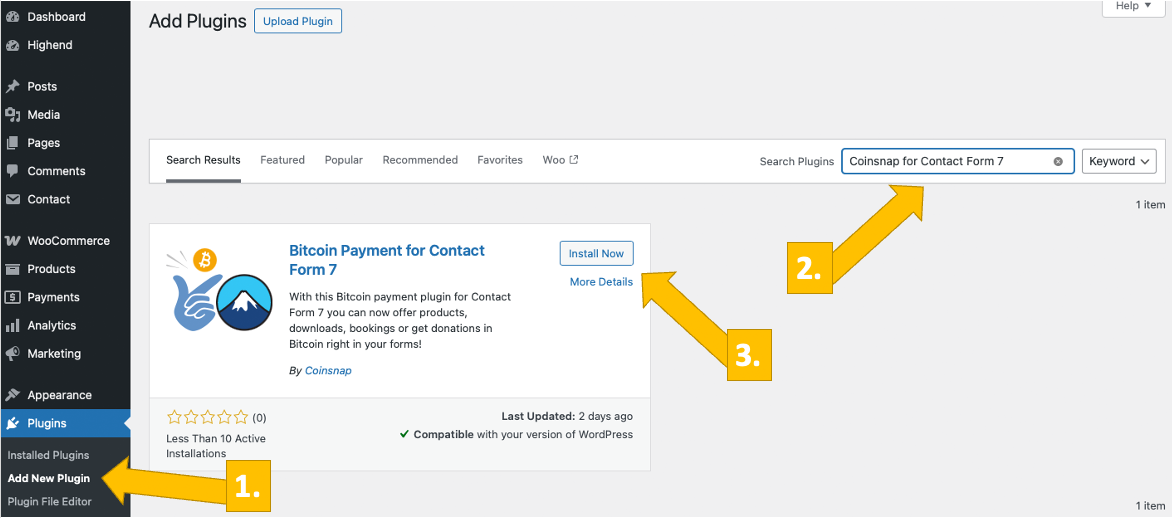 Dashboard
Highend
Posts
Media
Pages
Comments
Contact
WooCommerce
Products
Payments
Analytics
Marketing
Appearance
Plugins
Installed Plugins
Add New Plugin
Plugin File Editor
1.
Add Plugins Upload Plugin
Help
Search Results Featured Popular Recommended Favorites Woo
Search Plugins Coinsnap for Contact Form 7 Keyword
1 item
2.
Bitcoin Payment for Contact
Form 7
Install Now
More Details
With this Bitcoin payment plugin for Contact
Form 7 you can now offer products,
downloads, bookings or get donations in
Bitcoin right in your forms!
By Coinsnap
3.
(0)
Less Than 10 Active
Installations
Last Updated: 2 days ago
Compatible with your version of WordPress
1 item